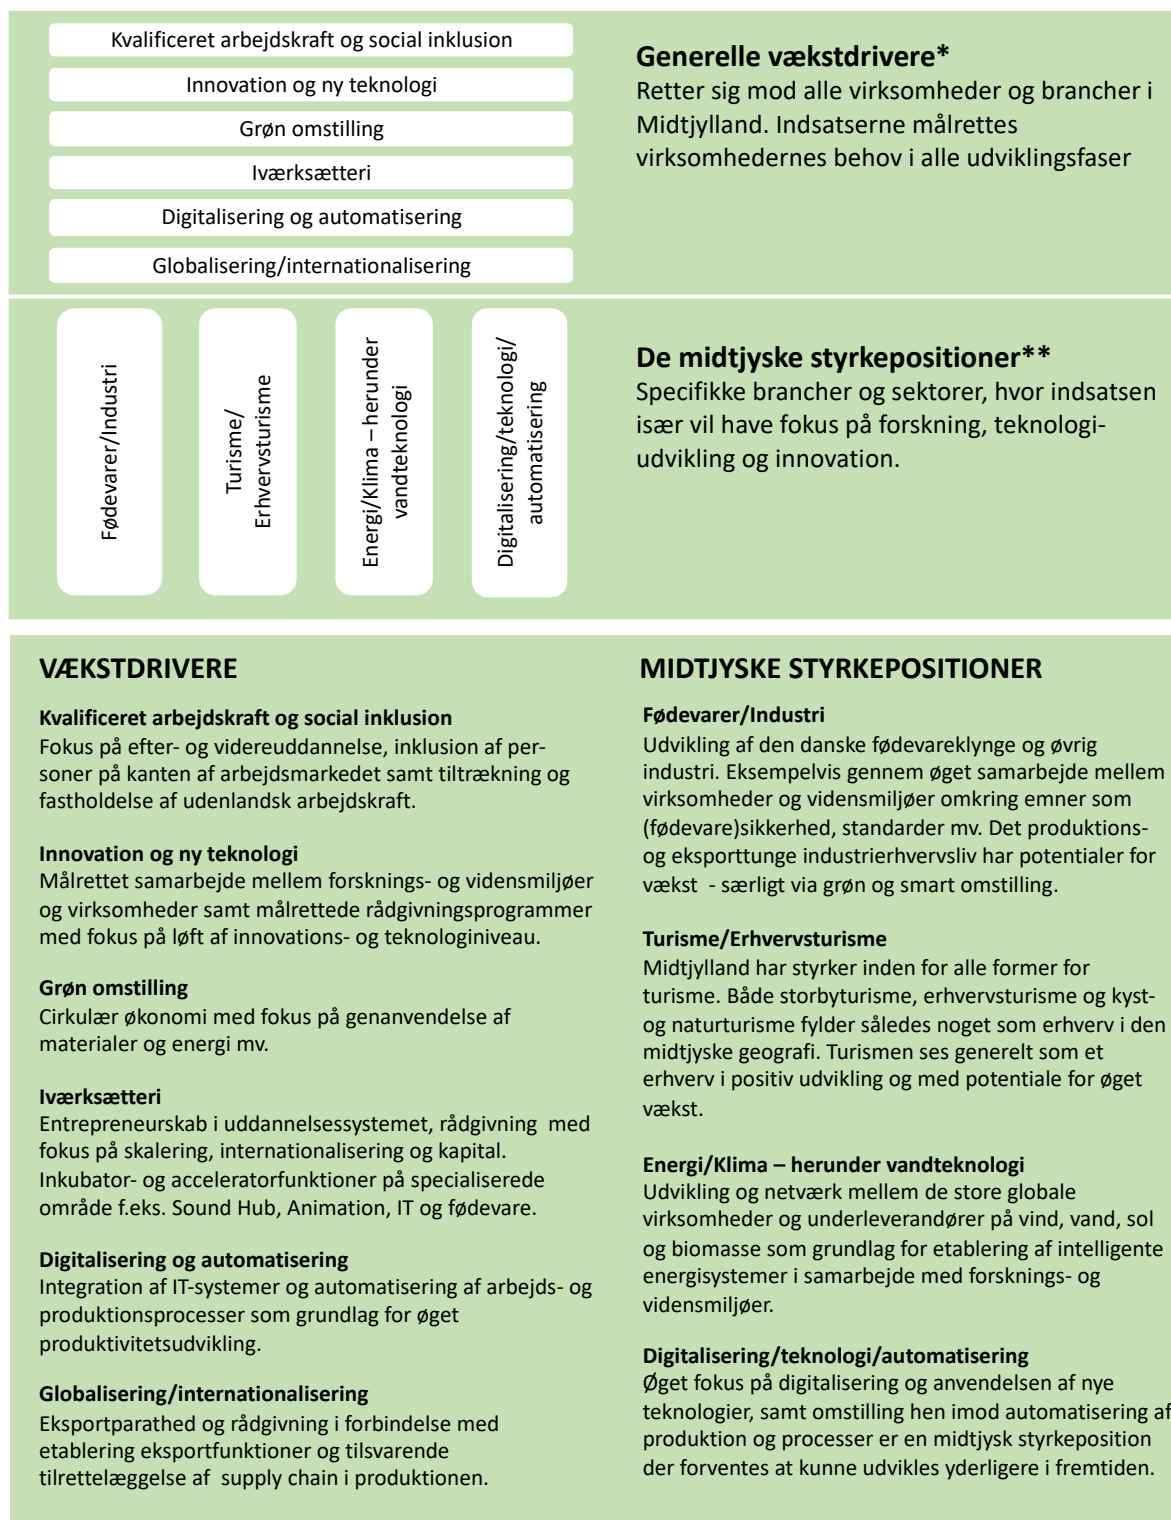 Kvalificeret arbejdskraft og social inklusion
Innovation og ny teknologi
Grøn omstilling
Iværksætteri
Digitalisering og automatisering
Globalisering/internationalisering
Generelle vækstdrivere*
Retter sig mod alle virksomheder og brancher i
Midtjylland. Indsatserne målrettes
virksomhedernes behov i alle udviklingsfaser
Fødevarer/Industri
Turisme/
Erhvervsturisme
Energi/Klima – herunder
vandteknologi
Digitalisering/teknologi/
automatisering
De midtjyske styrkepositioner**
Specifikke brancher og sektorer, hvor indsatsen
især vil have fokus på forskning, teknologi-
udvikling og innovation.
VÆKSTDRIVERE
Kvalificeret arbejdskraft og social inklusion
Fokus på efter- og videreuddannelse, inklusion af per-
soner på kanten af arbejdsmarkedet samt tiltrækning og
fastholdelse af udenlandsk arbejdskraft.
Innovation og ny teknologi
Målrettet samarbejde mellem forsknings- og vidensmiljøer
og virksomheder samt målrettede rådgivningsprogrammer
med fokus på løft af innovations- og teknologiniveau.
Grøn omstilling
Cirkulær økonomi med fokus på genanvendelse af
materialer og energi mv.
Iværksætteri
Entrepreneurskab i uddannelsessystemet, rådgivning  med
fokus på skalering, internationalisering og kapital.
Inkubator- og acceleratorfunktioner på specialiserede
område f.eks. Sound Hub, Animation, IT og fødevare.
Digitalisering og automatisering
Integration af IT-systemer og automatisering af arbejds- og
produktionsprocesser som grundlag for øget
produktivitetsudvikling.
Globalisering/internationalisering
Eksportparathed og rådgivning i forbindelse med
etablering eksportfunktioner og tilsvarende
tilrettelæggelse af  supply chain i produktionen.
MIDTJYSKE STYRKEPOSITIONER
Fødevarer/Industri
Udvikling af den danske fødevareklynge og øvrig
industri. Eksempelvis gennem øget samarbejde mellem
virksomheder og vidensmiljøer omkring emner som
(fødevare)sikkerhed, standarder mv. Det produktions-
og eksporttunge industrierhvervsliv har potentialer for
vækst  - særligt via grøn og smart omstilling.
Turisme/Erhvervsturisme
Midtjylland har styrker inden for alle former for
turisme. Både storbyturisme, erhvervsturisme og kyst-
og naturturisme fylder således noget som erhverv i den
midtjyske geografi. Turismen ses generelt som et
erhverv i positiv udvikling og med potentiale for øget
vækst.
Energi/Klima – herunder vandteknologi
Udvikling og netværk mellem de store globale
virksomheder og underleverandører på vind, vand, sol
og biomasse som grundlag for etablering af intelligente
energisystemer i samarbejde med forsknings- og
vidensmiljøer.
Digitalisering/teknologi/automatisering
Øget fokus på digitalisering og anvendelsen af nye
teknologier, samt omstilling hen imod automatisering af
produktion og processer er en midtjysk styrkeposition
der forventes at kunne udvikles yderligere i fremtiden.